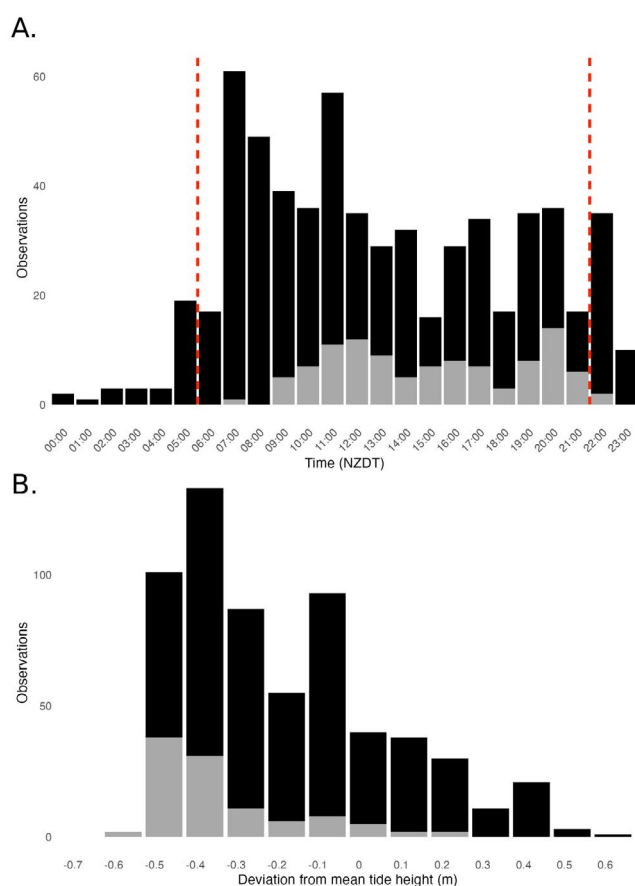 A.
60
40
20
0
Observations
00:00 01:00 02:00 03:00 04:00 05:00 06:00 07:00 08:00 09:00 10:00 11:00 12:00 13:00 14:00 15:00 16:00 17:00 18:00 19:00 20:00 21:00 22:00 23:00
Time (NZDT)
B.
100
50
0
Observations
-0.7 -0.6 -0.5 -0.4 -0.3 -0.2 -0.1 0 0.1 0.2 0.3 0.4 0.5 0.6
Deviation from mean tide height (m)